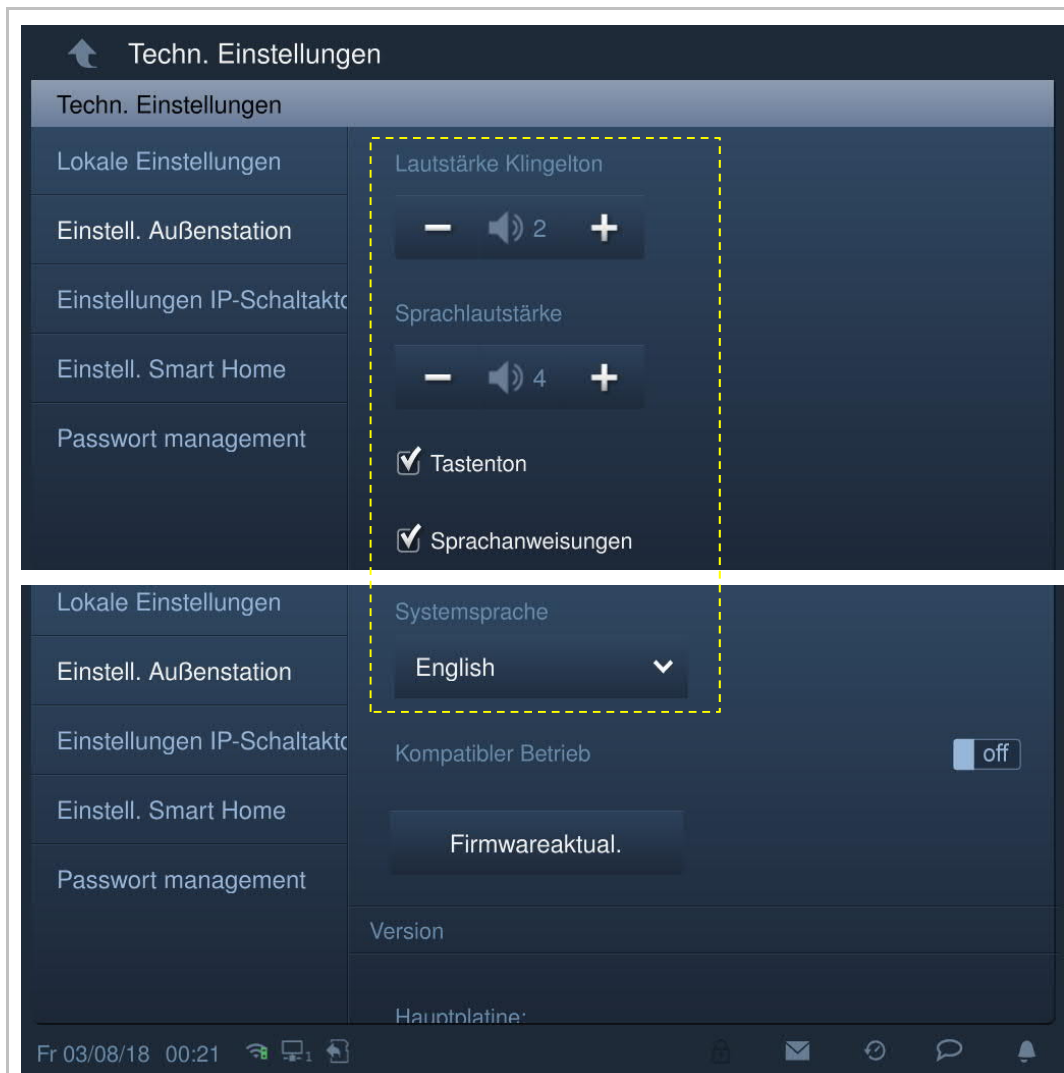 Techn. Einstellungen
Techn. Einstellungen
Lokale Einstellungen
Einstell. Außenstation
Einstellungen IP-Schaltakto
Einstell. Smart Home
Passwort management
Lautstärke Klingelton
2
Sprachlautstärke
4
Tastenton
Sprachanweisungen
Lokale Einstellungen
Einstell. Außenstation
Einstellungen IP-Schaltakto
Einstell. Smart Home
Passwort management
Systemsprache
English
Kompatibler Betrieb
off
Firmwareaktual.
Version
Hauptplatine:
Fr 03/08/18 00:21
1